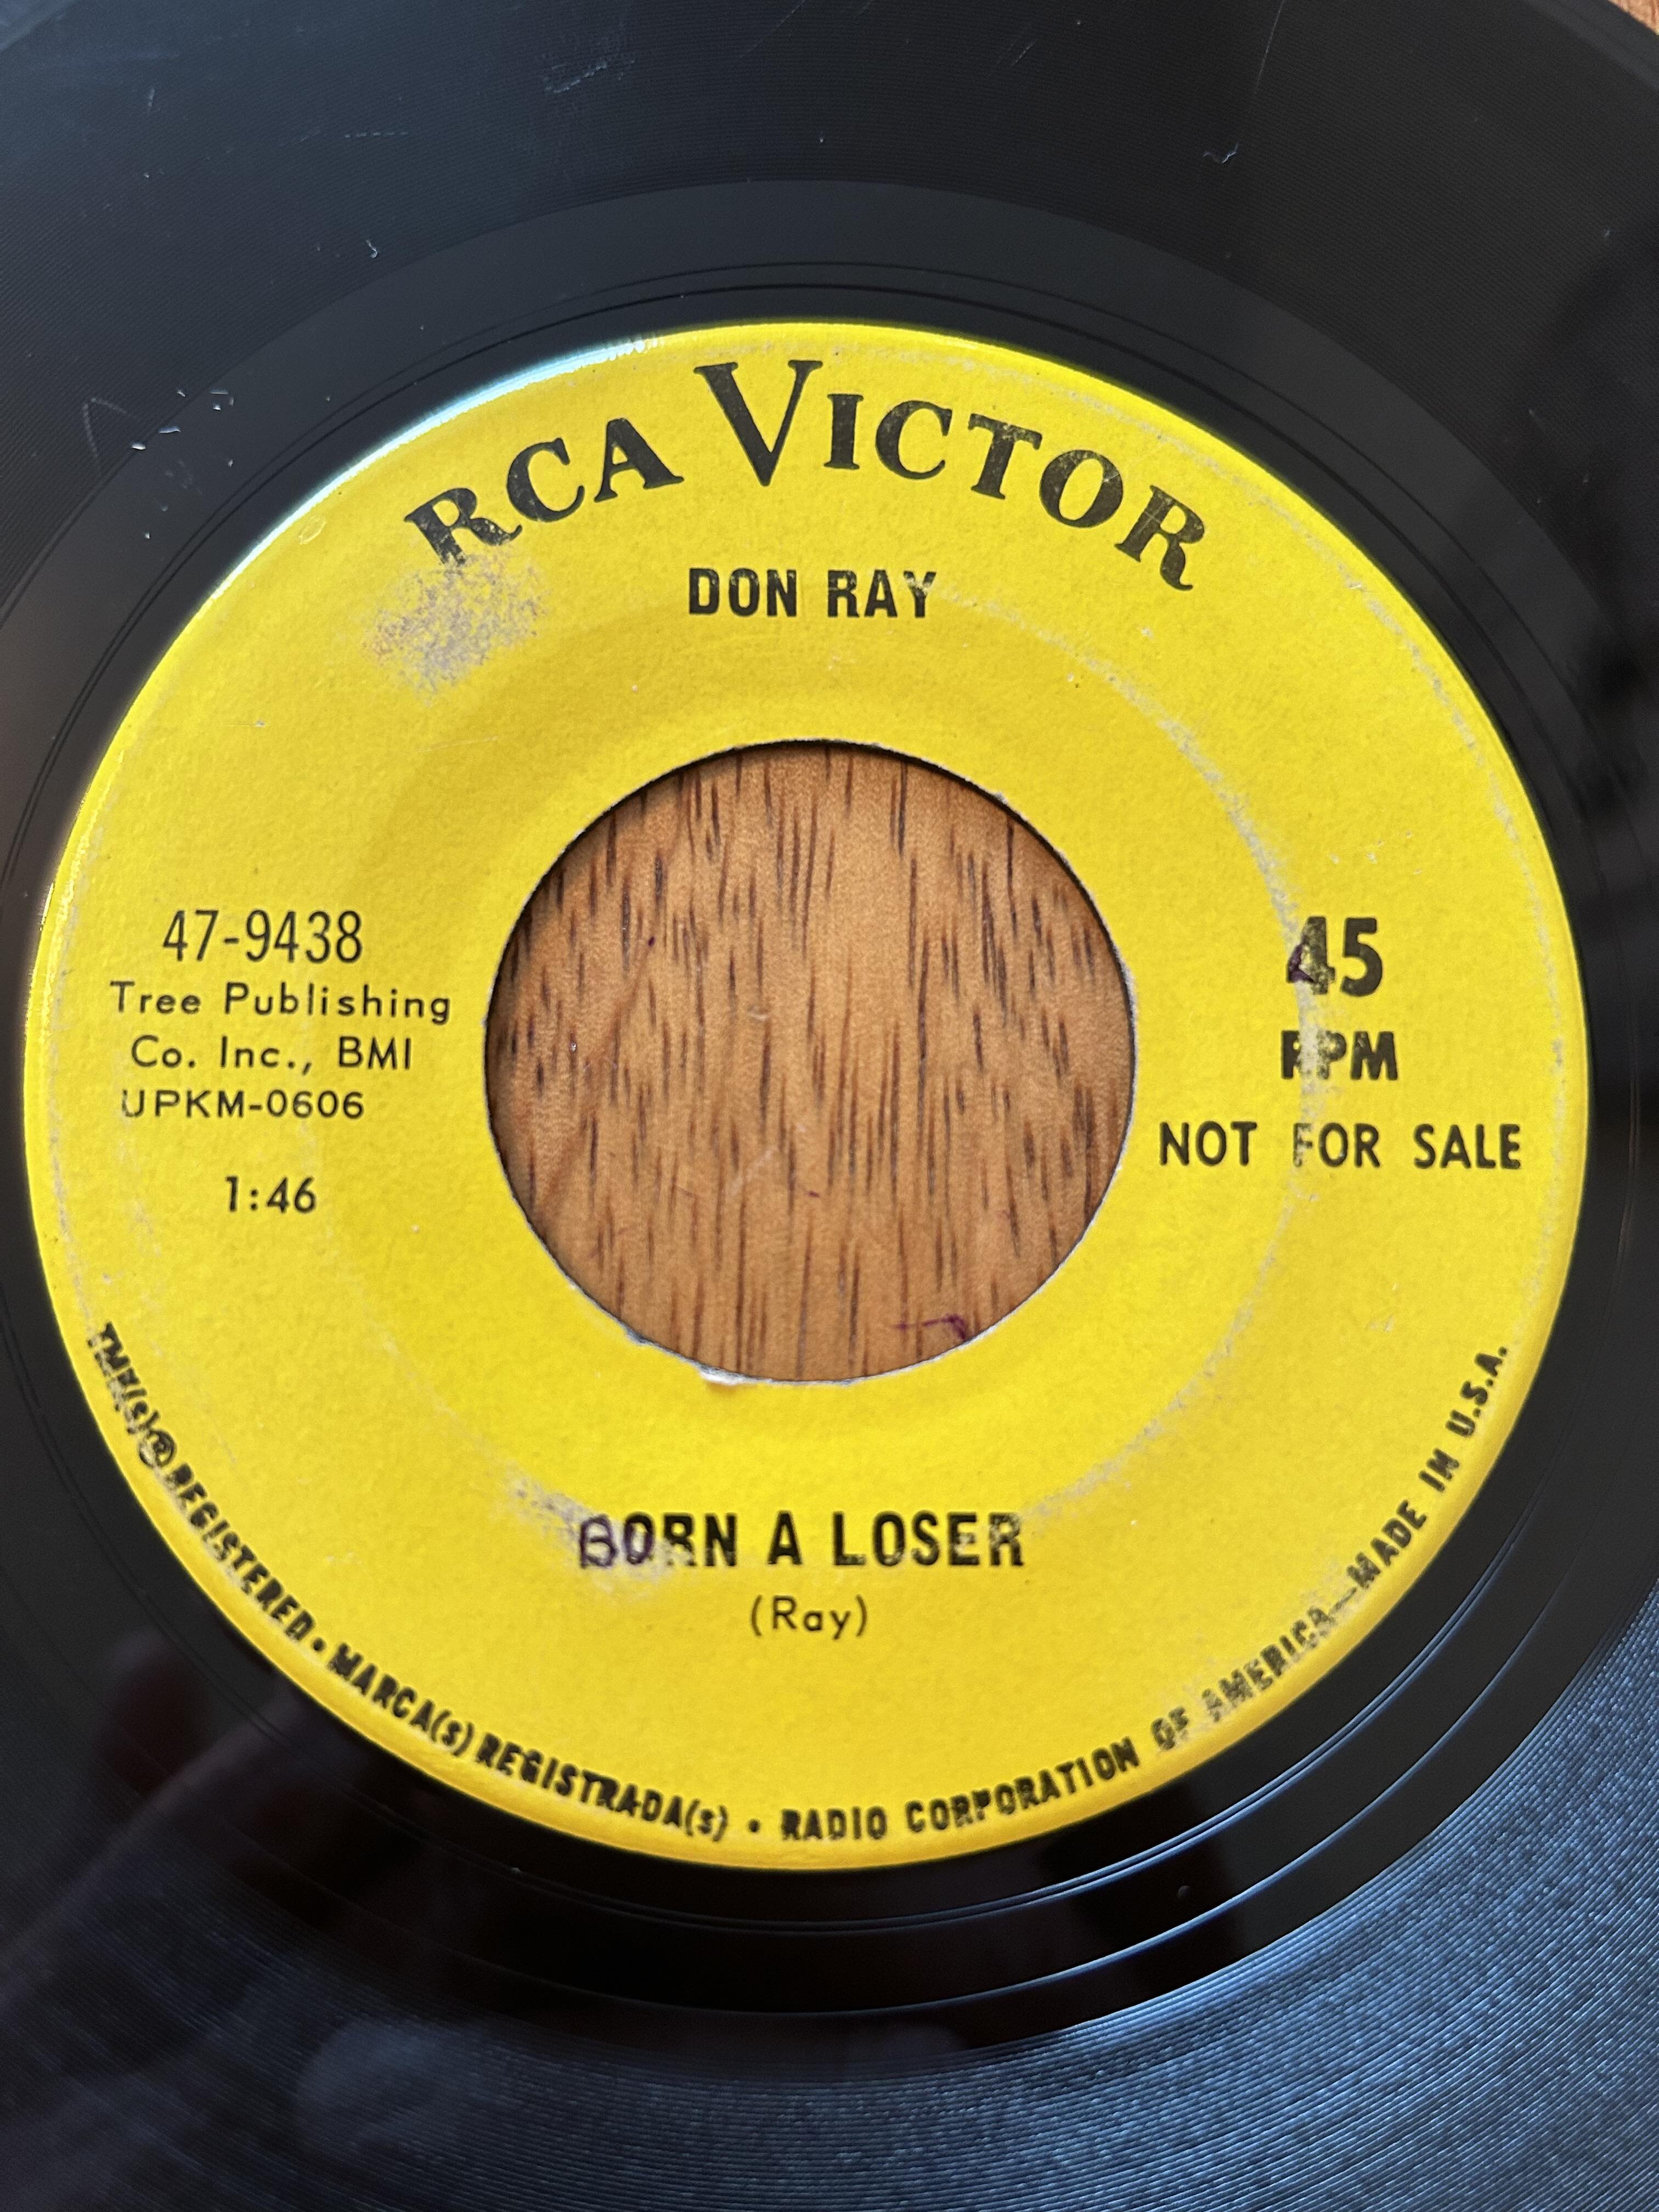 RCA VICTOR
DON RAY
47-9438
Tree Publishing
Co. Inc., BMI
UPKM-0606
1:46
45
RPM
NOT FOR SALE
BORN A LOSER
(Ray)
TMK(s) ® REGISTERED • MARCA(s) REGISTRADA(s) • RADIO CORPORATION OF AMERICA—MADE IN U.S.A.